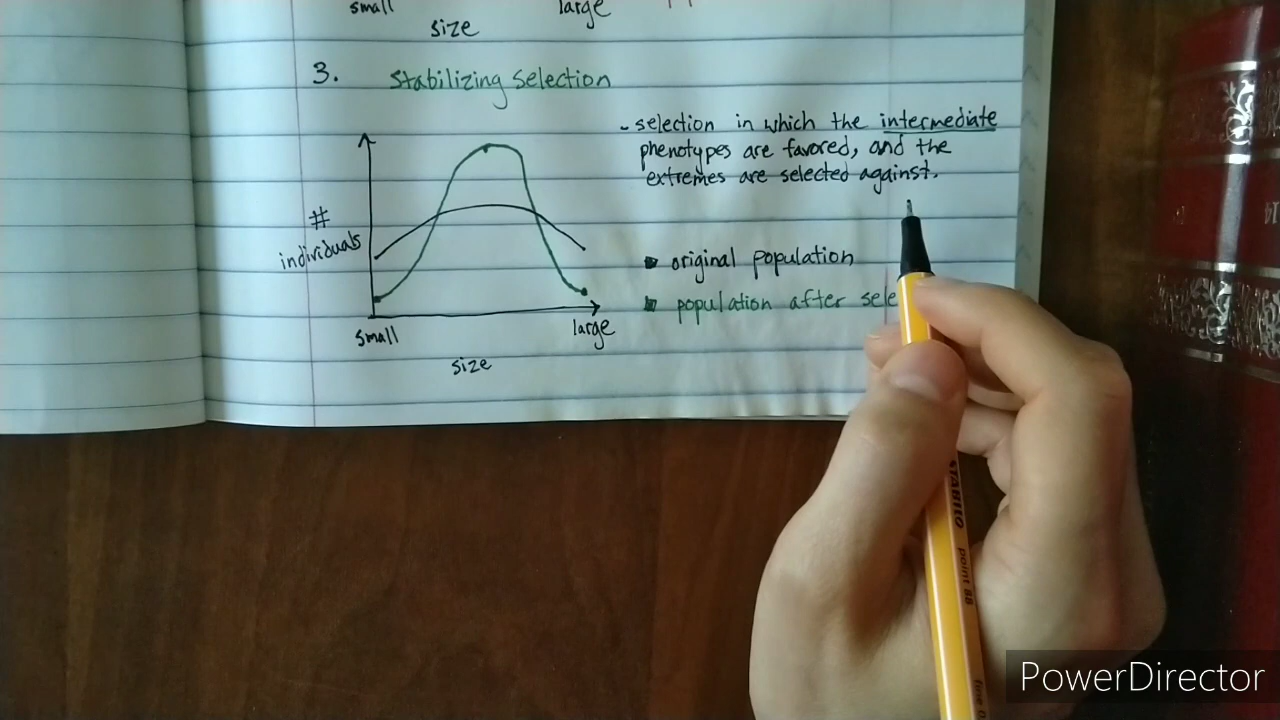 small large
size
3. Stabilizing Selection
- selection in which the intermediate
phenotypes are favored, and the
extremes are selected against.
#
individuals
original population
population after sele
small large
size
STABILO point 88
PowerDirector